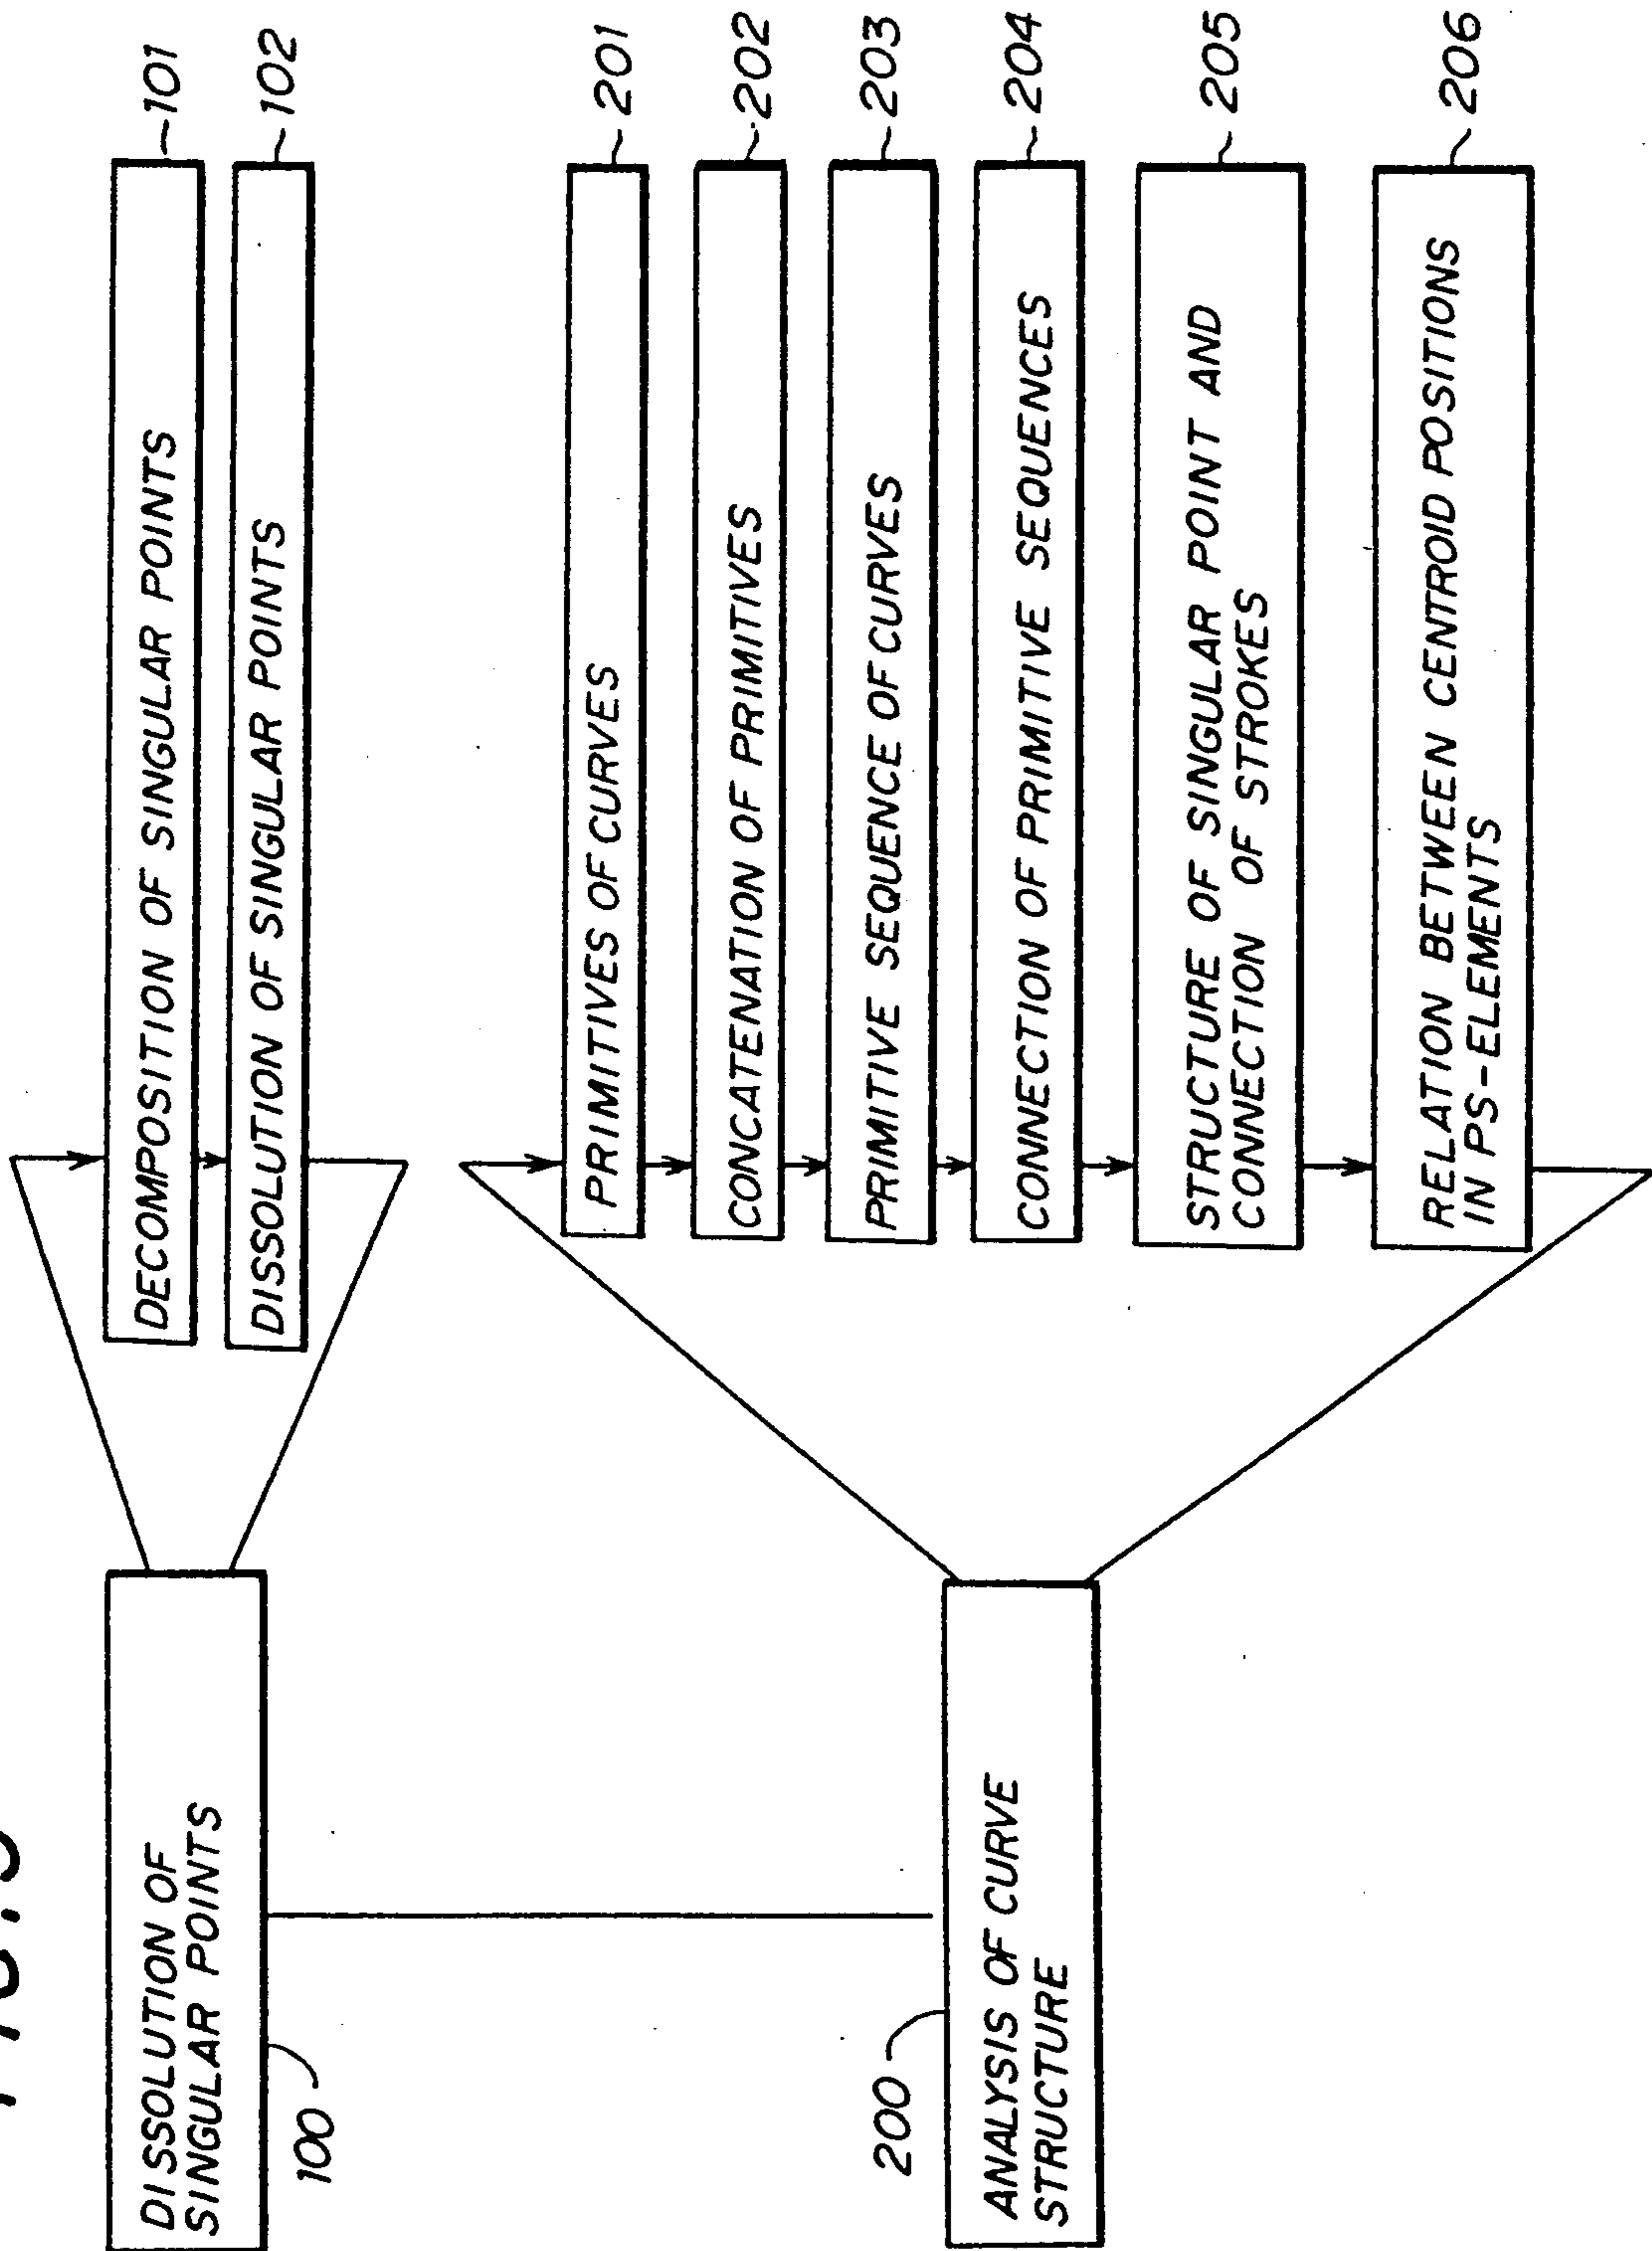 DISSOLUTION OF
SINGULAR POINTS
100
DECOMPOSITION OF SINGULAR POINTS
101
DISSOLUTION OF SINGULAR POINTS
102
ANALYSIS OF CURVE
STRUCTURE
200
PRIMITIVES OF CURVES
201
CONCATENATION OF PRIMITIVES
202
PRIMITIVE SEQUENCE OF CURVES
203
CONNECTION OF PRIMITIVE SEQUENCES
204
STRUCTURE OF SINGULAR POINT AND
CONNECTION OF STROKES
205
RELATION BETWEEN CENTROID POSITIONS
IN PS-ELEMENTS
206